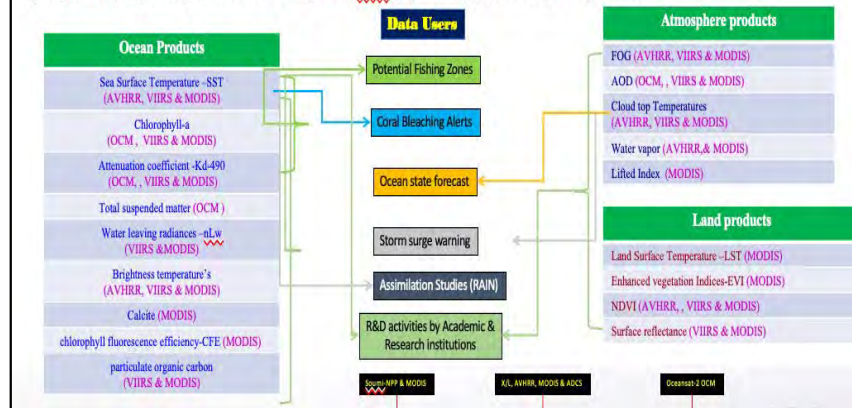 Data Users
Ocean Products
Sea Surface Temperature –SST
(AVHRR, VIIRS & MODIS)
Chlorophyll-a
(OCM , VIIRS & MODIS)
Attenuation coefficient -Kd-490
(OCM, , VIIRS & MODIS)
Total suspended matter (OCM )
Water leaving radiances –nLw
(VIIRS &MODIS)
Brightness temperature's
(AVHRR, VIIRS & MODIS)
Calcite (MODIS)
chlorophyll fluorescence efficiency-CFE (MODIS)
particulate organic carbon
(VIIRS & MODIS)
Potential Fishing Zones
Coral Bleaching Alerts
Ocean state forecast
Storm surge warning
Assimilation Studies (RAIN)
R&D activities by Academic &
Research institutions
Atmosphere products
FOG (AVHRR, VIIRS & MODIS)
AOD (OCM, , VIIRS & MODIS)
Cloud top Temperatures
(AVHRR, VIIRS & MODIS)
Water vapor (AVHRR,& MODIS)
Lifted Index (MODIS)
Land products
Land Surface Temperature –LST (MODIS)
Enhanced vegetation Indices-EVI (MODIS)
NDVI (AVHRR, , VIIRS & MODIS)
Surface reflectance (VIIRS & MODIS)
Soumi-NPP & MODIS
X/L, AVHRR, MODIS & ADCS
Oceansat-2 OCM